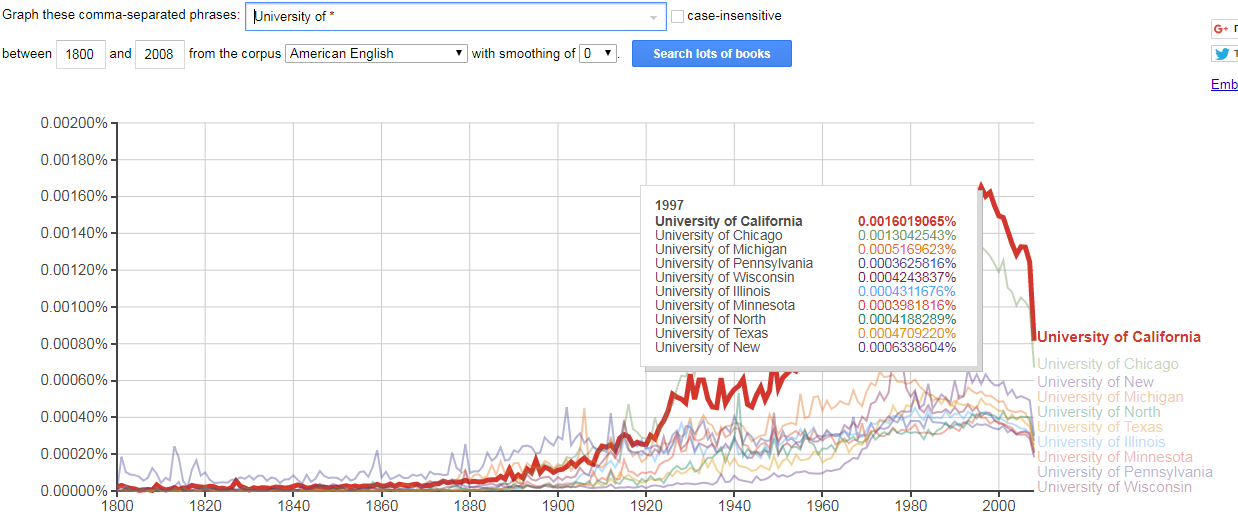 Graph these comma-separated phrases: University of * case-insensitive
between 1800 and 2008 from the corpus American English with smoothing of 0 . Search lots of books
G+
Emb
0.00200%
0.00180%
0.00160%
0.00140%
0.00120%
0.00100%
0.00080%
0.00060%
0.00040%
0.00020%
0.00000%
1997
University of California 0.0016019065%
University of Chicago 0.0013042543%
University of Michigan 0.0005169623%
University of Pennsylvania 0.0003625816%
University of Wisconsin 0.0004243837%
University of Illinois 0.0004311676%
University of Minnesota 0.0003981816%
University of North 0.0004188289%
University of Texas 0.0004709220%
University of New 0.0006338604%
University of California
University of Chicago
University of New
University of Michigan
University of North
University of Texas
University of Illinois
University of Minnesota
University of Pennsylvania
University of Wisconsin
1800 1820 1840 1860 1880 1900 1920 1940 1960 1980 2000